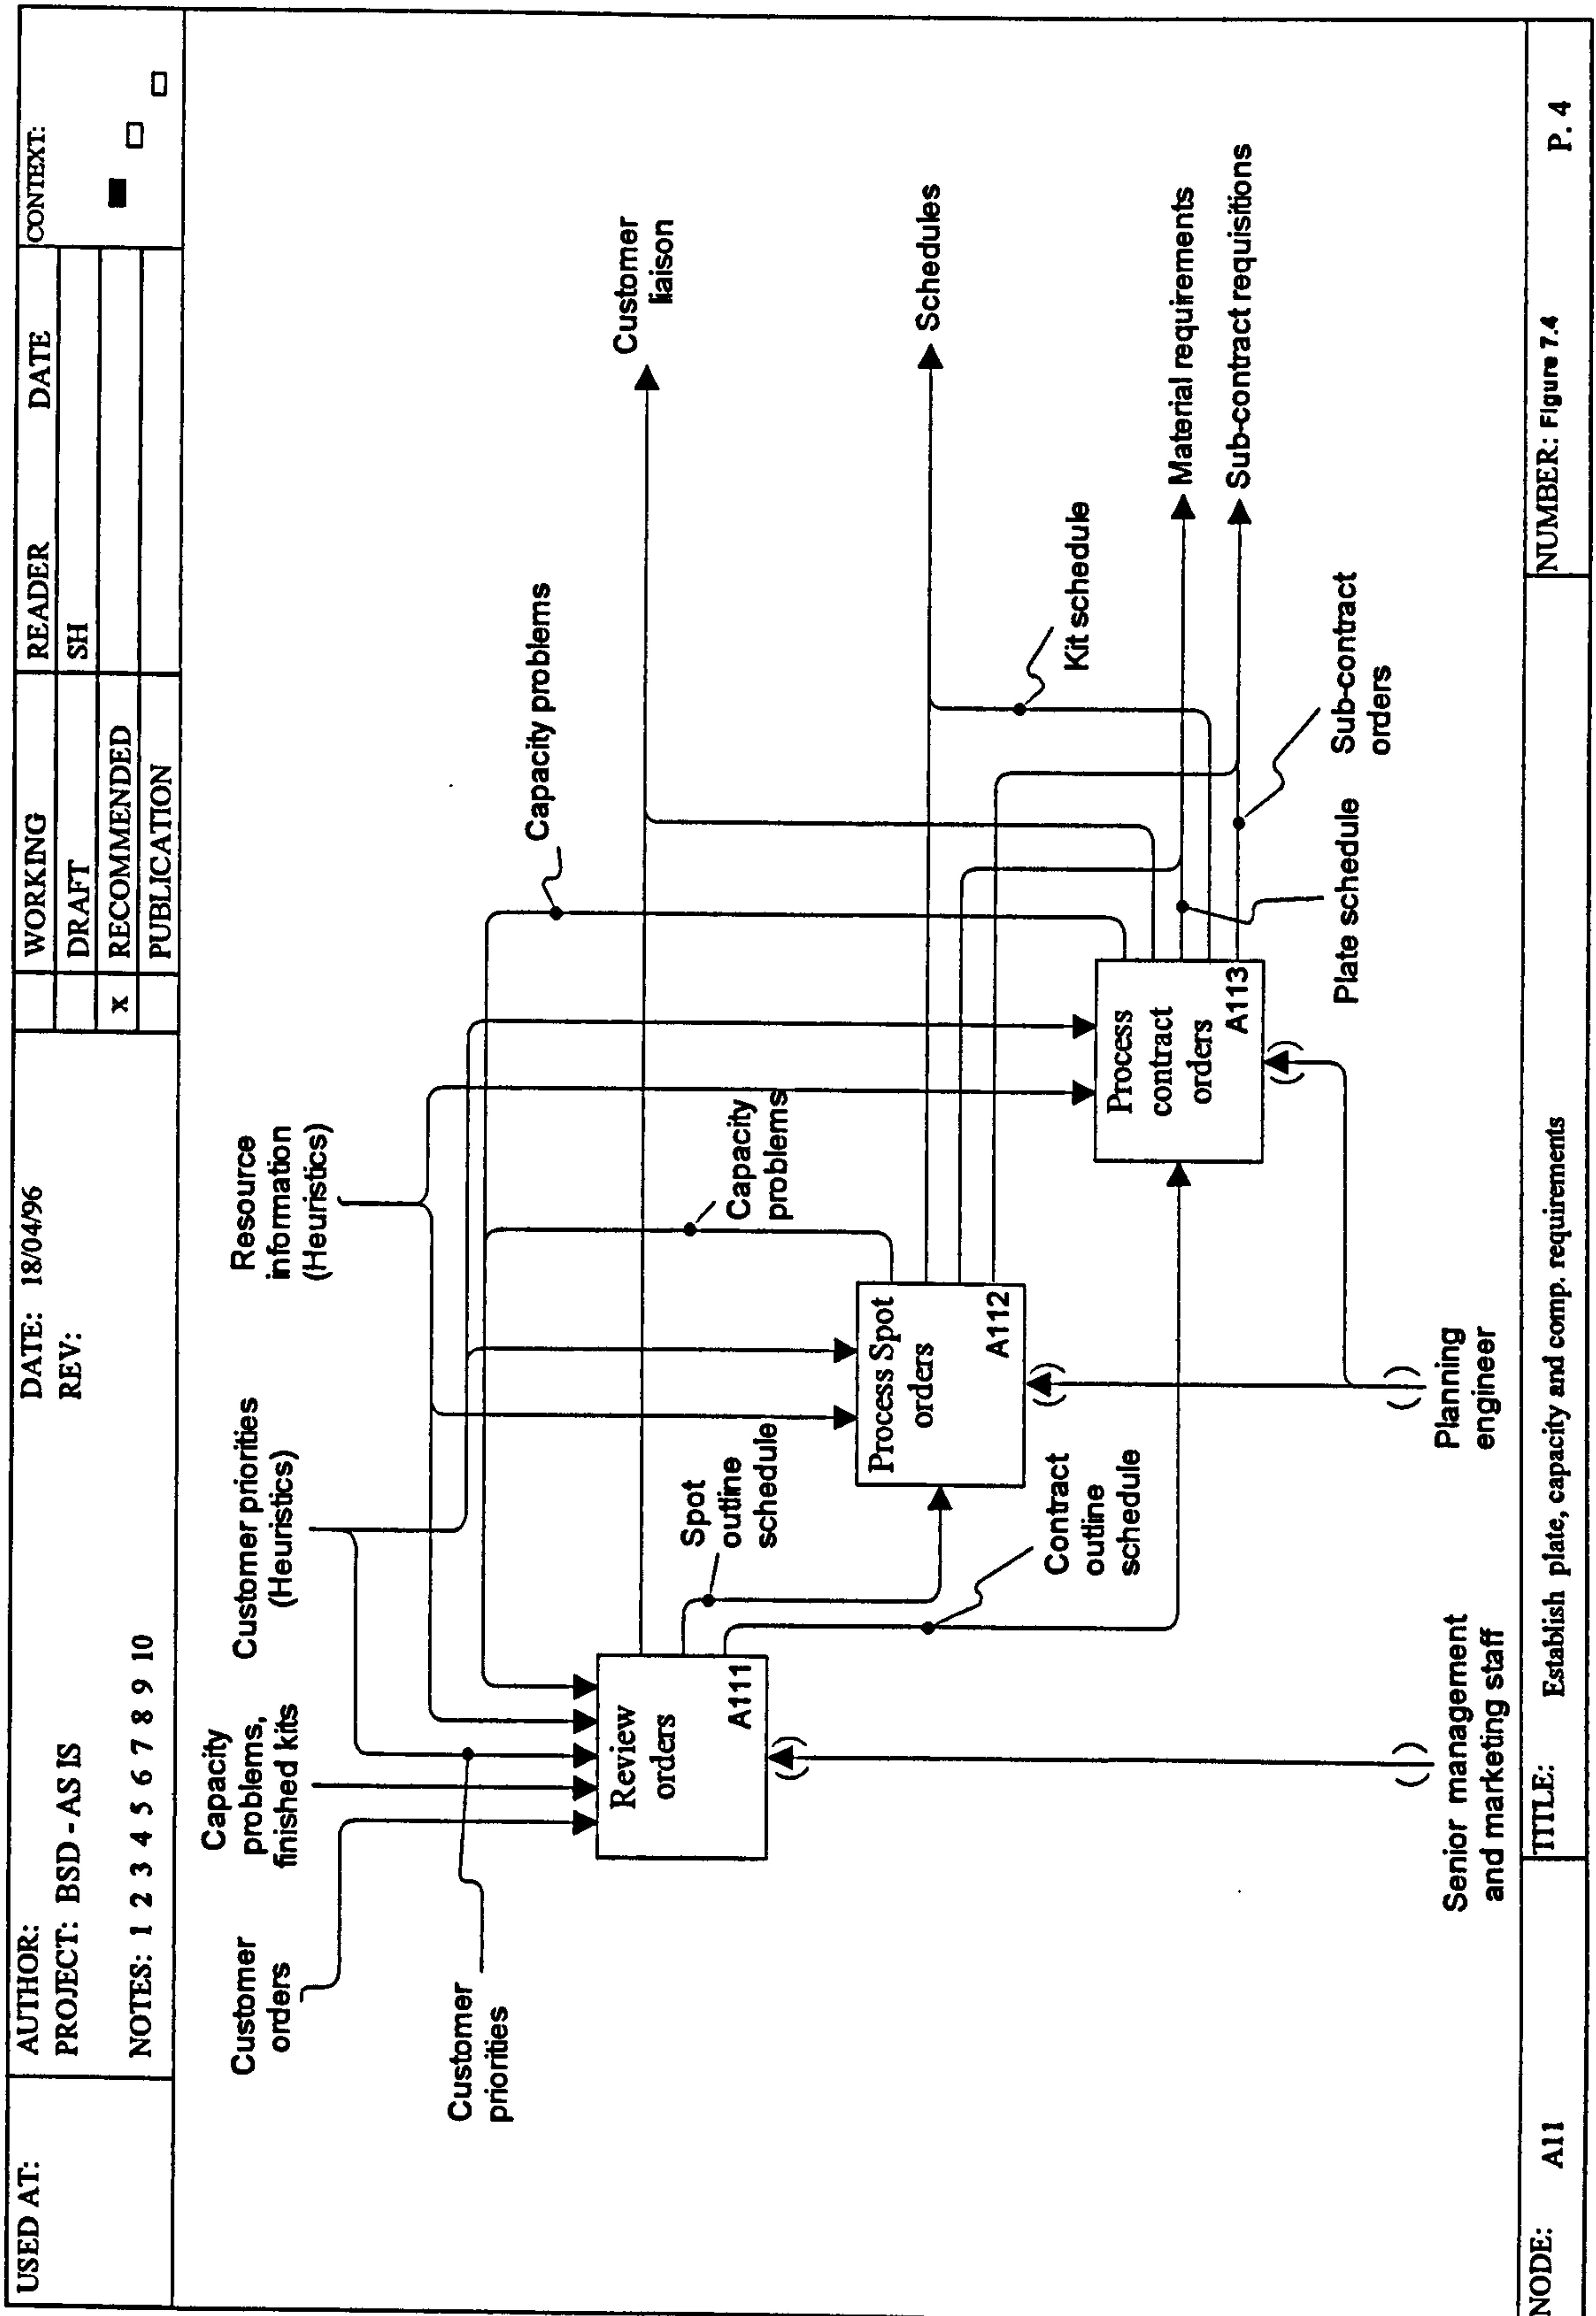 USED AT:
AUTHOR:
PROJECT: BSD - AS IS
NOTES: 1 2 3 4 5 6 7 8 9 10
DATE: 18/04/96
REV:
WORKING
DRAFT
x RECOMMENDED
PUBLICATION
READER DATE
SH
CONTEXT:
Customer
orders
Capacity
problems,
finished kits
Customer priorities
(Heuristics)
Resource
information
(Heuristics)
Customer
priorities
Capacity problems
Customer
liaison
Review
orders
A111
Spot
outline
schedule
Capacity
problems
Process Spot
orders
A112
Schedules
Contract
outline
schedule
Process
contract
orders
A113
Kit schedule
Material requirements
Sub-contract requisitions
Plate schedule
Sub-contract
orders
Senior management
and marketing staff
Planning
engineer
NODE: A11
TITLE: Establish plate, capacity and comp. requirements
NUMBER: Figure 7.4
P. 4